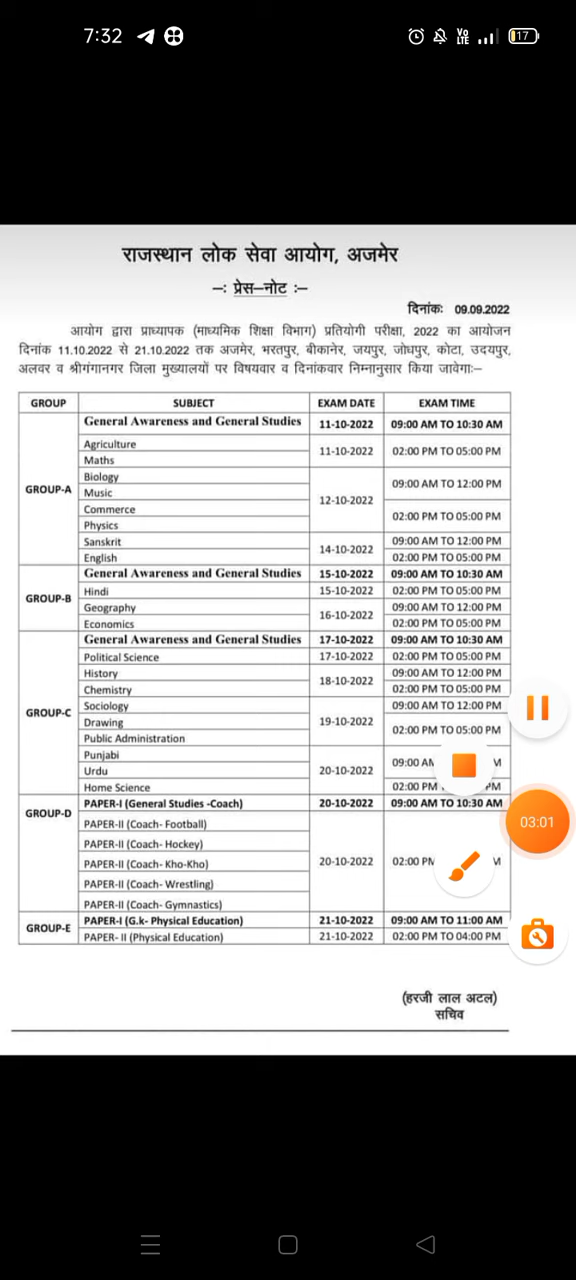 7:32
Vo LTE
17
राजस्थान लोक सेवा आयोग, अजमेर
–: प्रेस–नोट :–
दिनांकः 09.09.2022
आयोग द्वारा प्राध्यापक (माध्यमिक शिक्षा विभाग) प्रतियोगी परीक्षा, 2022 का आयोजन
दिनांक 11.10.2022 से 21.10.2022 तक अजमेर, भरतपुर, बीकानेर, जयपुर, जोधपुर, कोटा, उदयपुर,
अलवर व श्रीगंगानगर जिला मुख्यालयों पर विषयवार व दिनांकवार निम्नानुसार किया जावेगाः–
GROUP SUBJECT EXAM DATE EXAM TIME
General Awareness and General Studies 11-10-2022 09:00 AM TO 10:30 AM
Agriculture 11-10-2022 02:00 PM TO 05:00 PM
Maths
Biology 09:00 AM TO 12:00 PM
GROUP-A Music 12-10-2022
Commerce 02:00 PM TO 05:00 PM
Physics
Sanskrit 14-10-2022 09:00 AM TO 12:00 PM
English 02:00 PM TO 05:00 PM
General Awareness and General Studies 15-10-2022 09:00 AM TO 10:30 AM
GROUP-B Hindi 15-10-2022 02:00 PM TO 05:00 PM
Geography 16-10-2022 09:00 AM TO 12:00 PM
Economics 02:00 PM TO 05:00 PM
General Awareness and General Studies 17-10-2022 09:00 AM TO 10:30 AM
Political Science 17-10-2022 02:00 PM TO 05:00 PM
History 18-10-2022 09:00 AM TO 12:00 PM
Chemistry 02:00 PM TO 05:00 PM
GROUP-C Sociology 09:00 AM TO 12:00 PM
Drawing 19-10-2022 02:00 PM TO 05:00 PM
Public Administration
Punjabi 09:00 AM M
Urdu 20-10-2022
Home Science 02:00 PM PM
GROUP-D PAPER-I (General Studies -Coach) 20-10-2022 09:00 AM TO 10:30 AM
PAPER-II (Coach- Football)
PAPER-II (Coach- Hockey)
PAPER-II (Coach- Kho-Kho) 20-10-2022 02:00 PM M
PAPER-II (Coach- Wrestling)
PAPER-II (Coach- Gymnastics)
GROUP-E PAPER-I (G.k- Physical Education) 21-10-2022 09:00 AM TO 11:00 AM
PAPER- II (Physical Education) 21-10-2022 02:00 PM TO 04:00 PM
03:01
(हरजी लाल अटल)
सचिव